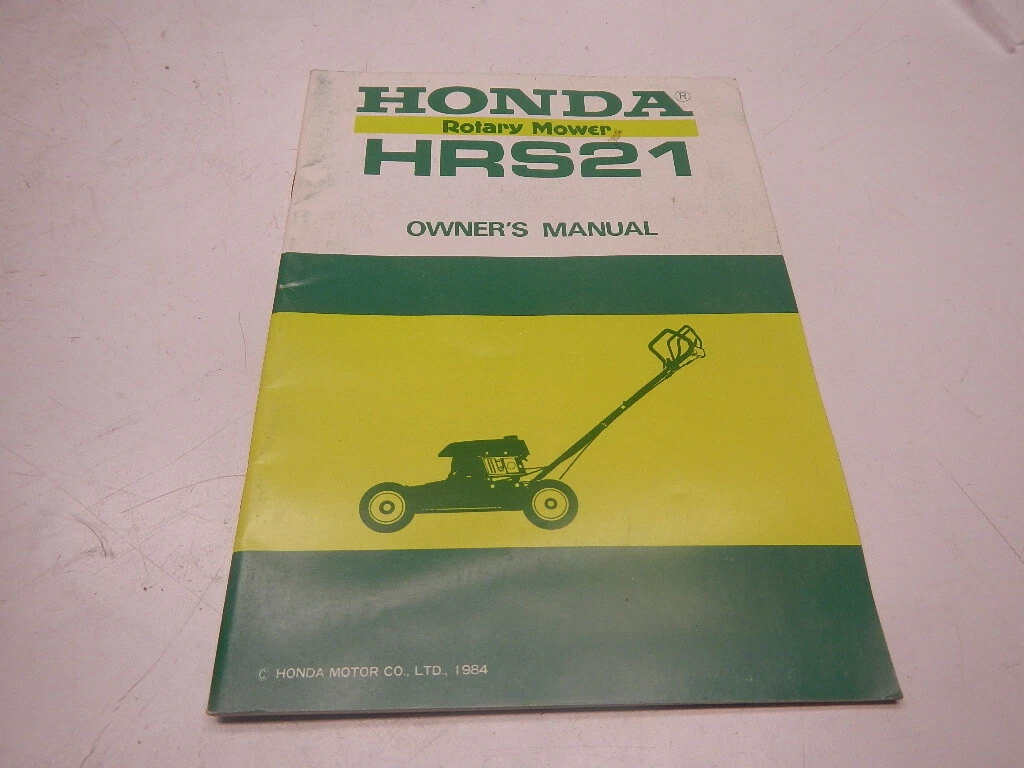 HONDA®
Rotary Mower
HRS21
OWNER'S MANUAL
© HONDA MOTOR CO., LTD., 1984